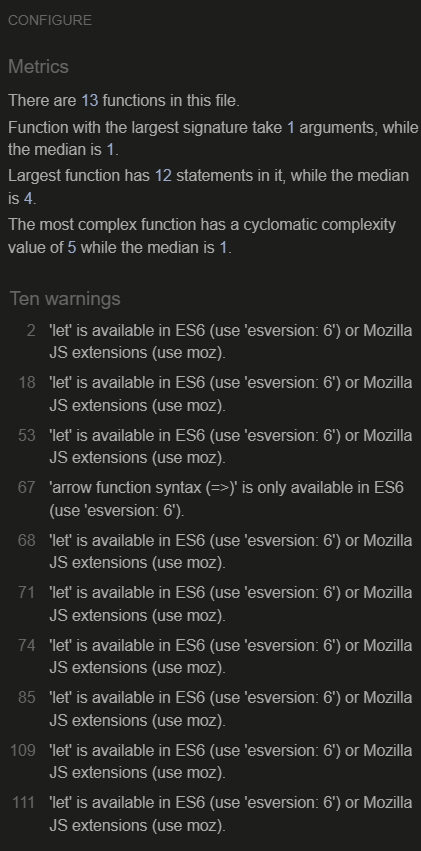 CONFIGURE
Metrics
There are 13 functions in this file.
Function with the largest signature take 1 arguments, while
the median is 1.
Largest function has 12 statements in it, while the median
is 4.
The most complex function has a cyclomatic complexity
value of 5 while the median is 1.
Ten warnings
2 'let' is available in ES6 (use 'esversion: 6') or Mozilla
JS extensions (use moz).
18 'let' is available in ES6 (use 'esversion: 6') or Mozilla
JS extensions (use moz).
53 'let' is available in ES6 (use 'esversion: 6') or Mozilla
JS extensions (use moz).
67 'arrow function syntax (=>)' is only available in ES6
(use 'esversion: 6').
68 'let' is available in ES6 (use 'esversion: 6') or Mozilla
JS extensions (use moz).
71 'let' is available in ES6 (use 'esversion: 6') or Mozilla
JS extensions (use moz).
74 'let' is available in ES6 (use 'esversion: 6') or Mozilla
JS extensions (use moz).
85 'let' is available in ES6 (use 'esversion: 6') or Mozilla
JS extensions (use moz).
109 'let' is available in ES6 (use 'esversion: 6') or Mozilla
JS extensions (use moz).
111 'let' is available in ES6 (use 'esversion: 6') or Mozilla
JS extensions (use moz).